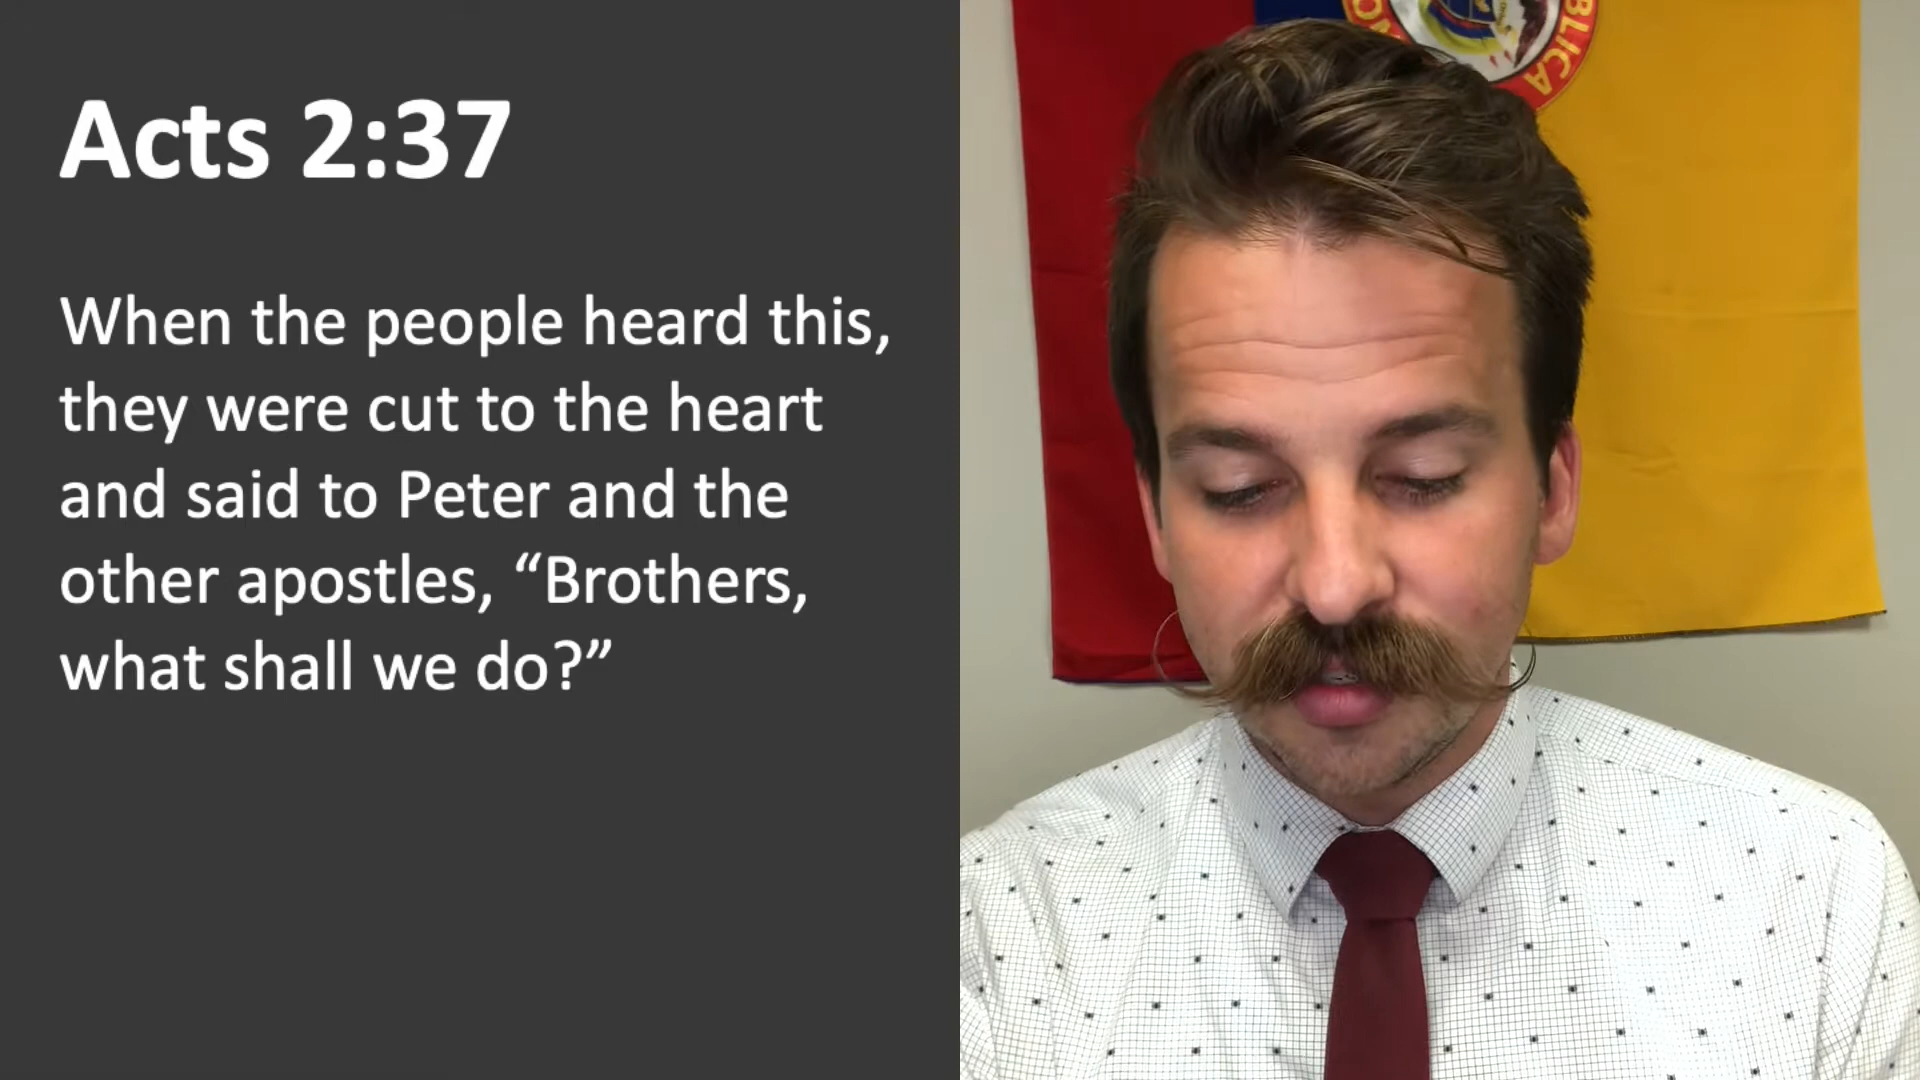 Acts 2:37
When the people heard this,
they were cut to the heart
and said to Peter and the
other apostles, “Brothers,
what shall we do?”
BLICA